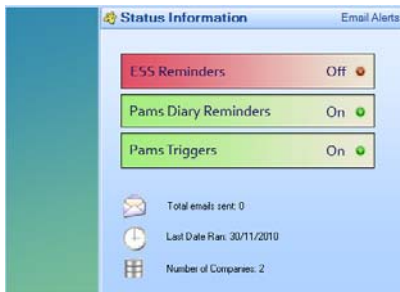 Status Information Email Alerts
ESS Reminders Off
Pams Diary Reminders On
Pams Triggers On
Total emails sent: 0
Last Date Ran: 30/11/2010
Number of Companies: 2